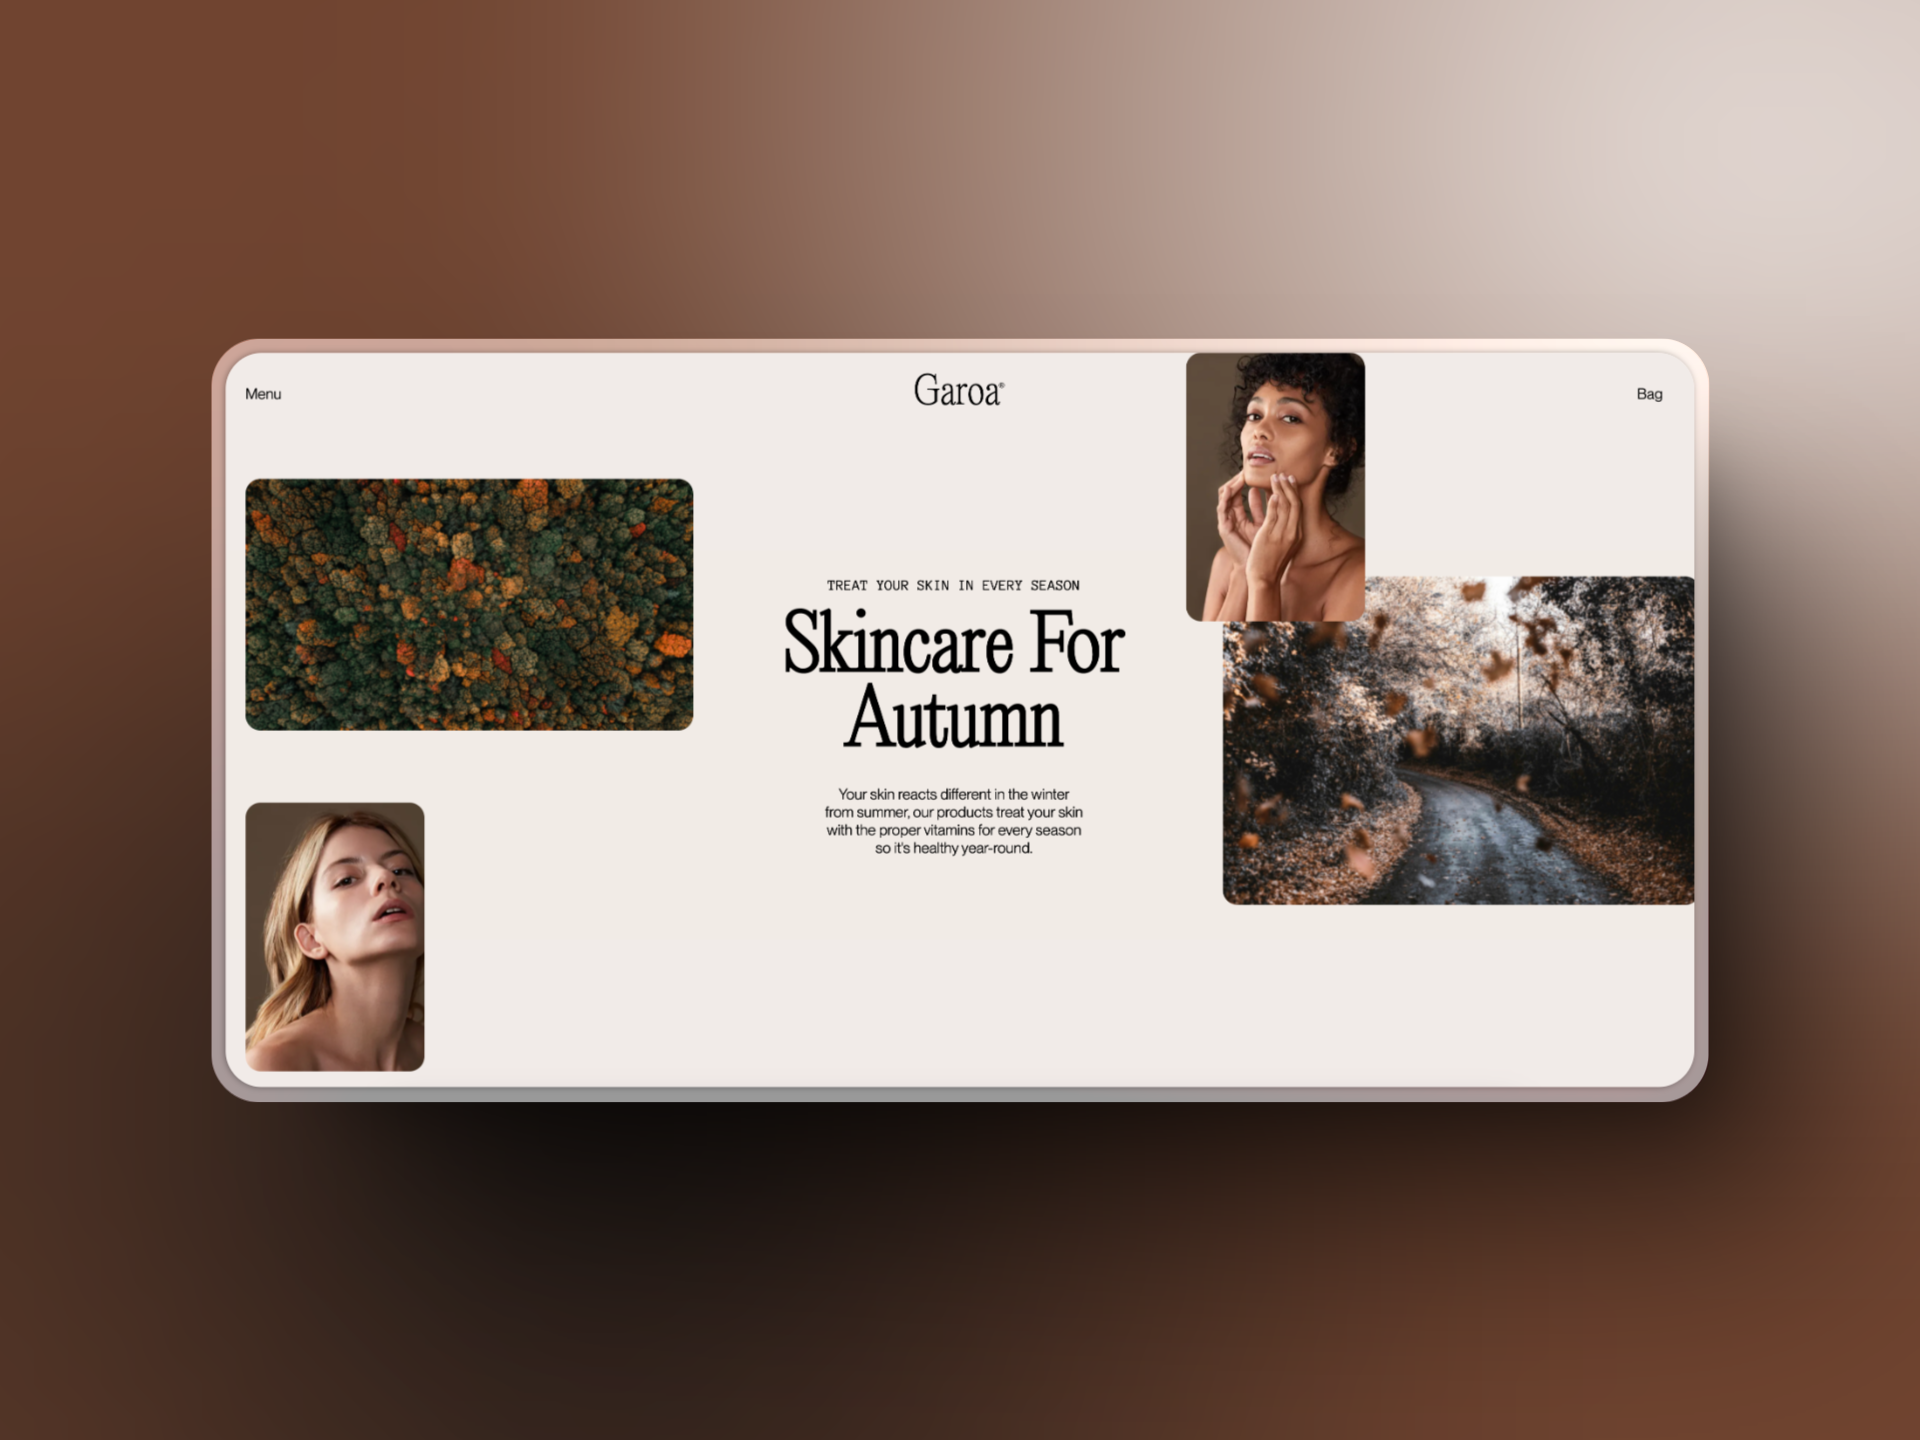 Menu
Garoa®
Bag
TREAT YOUR SKIN IN EVERY SEASON
Skincare For
Autumn
Your skin reacts different in the winter
from summer, our products treat your skin
with the proper vitamins for every season
so it's healthy year-round.